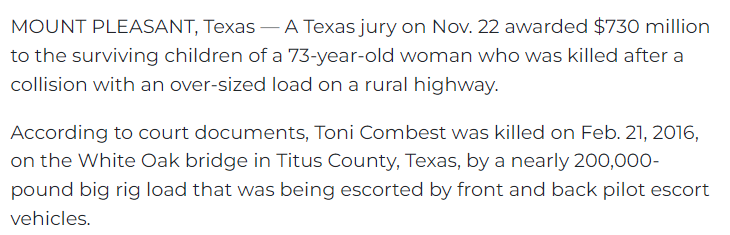 MOUNT PLEASANT, Texas — A Texas jury on Nov. 22 awarded $730 million
to the surviving children of a 73-year-old woman who was killed after a
collision with an over-sized load on a rural highway.
According to court documents, Toni Combest was killed on Feb. 21, 2016,
on the White Oak bridge in Titus County, Texas, by a nearly 200,000-
pound big rig load that was being escorted by front and back pilot escort
vehicles.